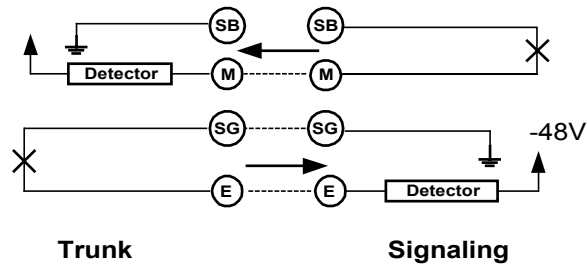 SB SB
Detector M M
SG SG
-48V
E E Detector
Trunk Signaling